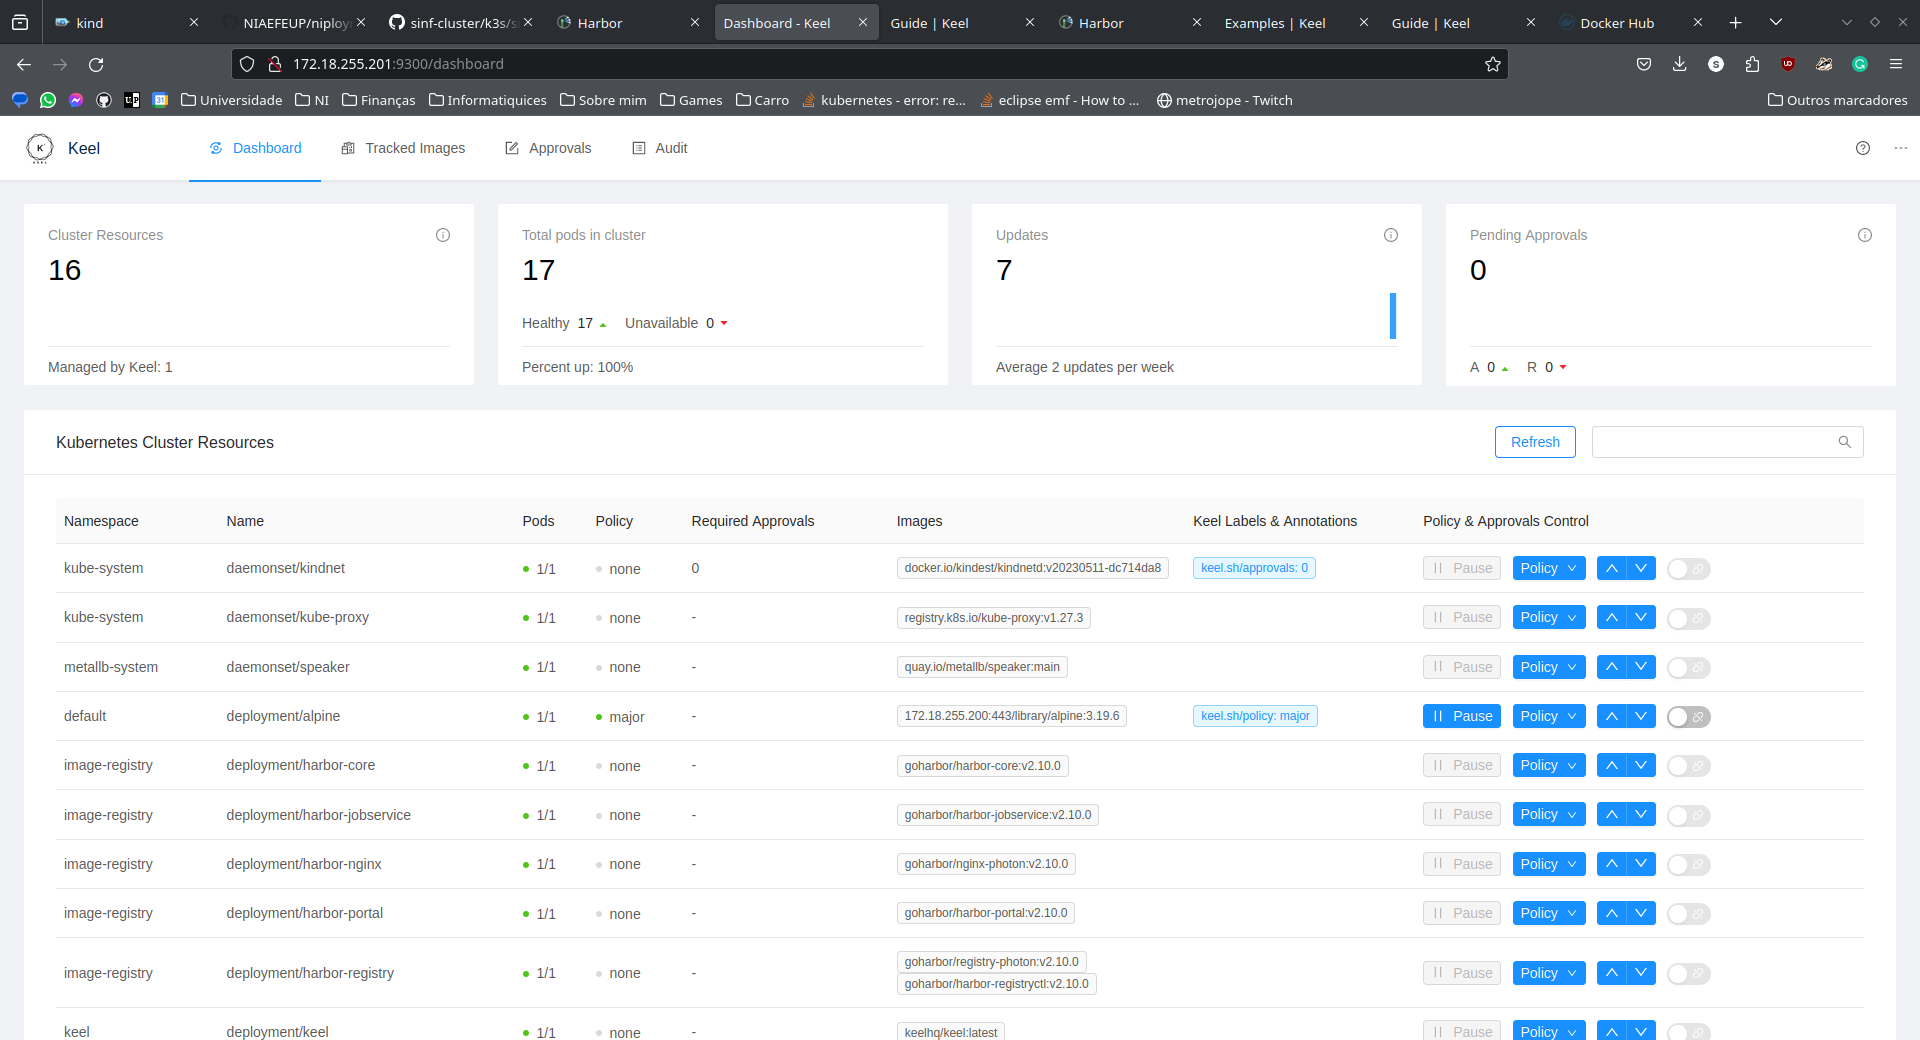 kind
NIAEFEUP/niploy
sinf-cluster/k3s/s
Harbor
Dashboard - Keel
Guide | Keel
Harbor
Examples | Keel
Guide | Keel
Docker Hub
172.18.255.201:9300/dashboard
Universidade
NI
Finanças
Informatiquices
Sobre mim
Games
Carro
kubernetes - error: re...
eclipse emf - How to ...
metrojope - Twitch
Outros marcadores
Keel
Dashboard
Tracked Images
Approvals
Audit
Cluster Resources
16
Managed by Keel: 1
Total pods in cluster
17
Healthy 17 Unavailable 0
Percent up: 100%
Updates
7
Average 2 updates per week
Pending Approvals
0
A 0 R 0
Kubernetes Cluster Resources
Refresh
Namespace Name Pods Policy Required Approvals Images Keel Labels & Annotations Policy & Approvals Control
kube-system daemonset/kindnet 1/1 none 0 docker.io/kindest/kindnetd:v20230511-dc714da8 keel.sh/approvals: 0 Pause Policy
kube-system daemonset/kube-proxy 1/1 none - registry.k8s.io/kube-proxy:v1.27.3 Pause Policy
metallb-system daemonset/speaker 1/1 none - quay.io/metallb/speaker:main Pause Policy
default deployment/alpine 1/1 major - 172.18.255.200:443/library/alpine:3.19.6 keel.sh/policy: major Pause Policy
image-registry deployment/harbor-core 1/1 none - goharbor/harbor-core:v2.10.0 Pause Policy
image-registry deployment/harbor-jobservice 1/1 none - goharbor/harbor-jobservice:v2.10.0 Pause Policy
image-registry deployment/harbor-nginx 1/1 none - goharbor/nginx-photon:v2.10.0 Pause Policy
image-registry deployment/harbor-portal 1/1 none - goharbor/harbor-portal:v2.10.0 Pause Policy
image-registry deployment/harbor-registry 1/1 none - goharbor/registry-photon:v2.10.0 Pause Policy
goharbor/harbor-registryctl:v2.10.0
keel deployment/keel 1/1 none - keelhq/keel:latest Pause Policy